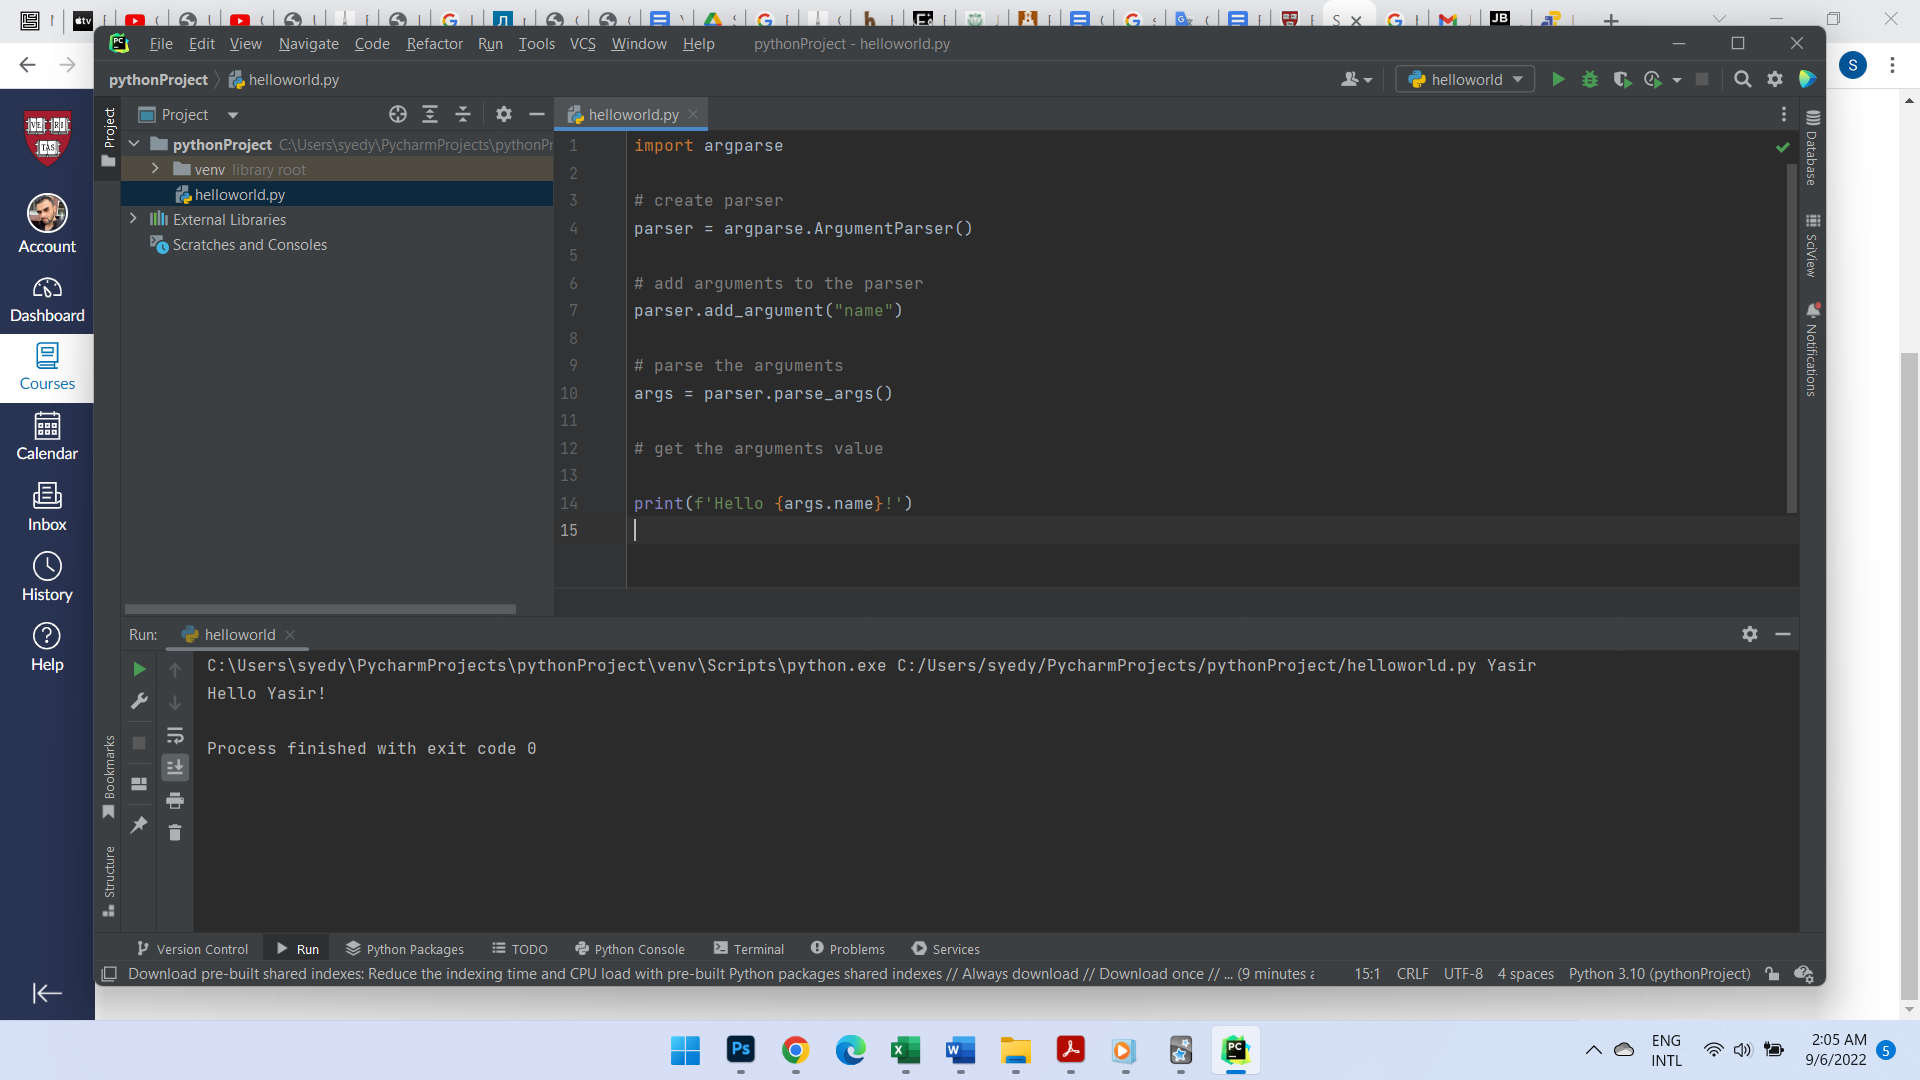 File Edit View Navigate Code Refactor Run Tools VCS Window Help pythonProject - helloworld.py
pythonProject helloworld.py
helloworld
S
Project
helloworld.py
pythonProject C:\Users\syedy\PycharmProjects\pythonPr
venv library root
helloworld.py
External Libraries
Scratches and Consoles
Project
Bookmarks
Structure
1 import argparse
2
3 # create parser
4 parser = argparse.ArgumentParser()
5
6 # add arguments to the parser
7 parser.add_argument("name")
8
9 # parse the arguments
10 args = parser.parse_args()
11
12 # get the arguments value
13
14 print(f'Hello {args.name}!')
15
Database
SciView
Notifications
VE RI
TAS
Account
Dashboard
Courses
Calendar
Inbox
History
Help
Run: helloworld
C:\Users\syedy\PycharmProjects\pythonProject\venv\Scripts\python.exe C:/Users/syedy/PycharmProjects/pythonProject/helloworld.py Yasir
Hello Yasir!
Process finished with exit code 0
Version Control Run Python Packages TODO Python Console Terminal Problems Services
Download pre-built shared indexes: Reduce the indexing time and CPU load with pre-built Python packages shared indexes // Always download // Download once // ... (9 minutes a
15:1 CRLF UTF-8 4 spaces Python 3.10 (pythonProject)
Ps
PC
ENG
INTL
2:05 AM
9/6/2022
5